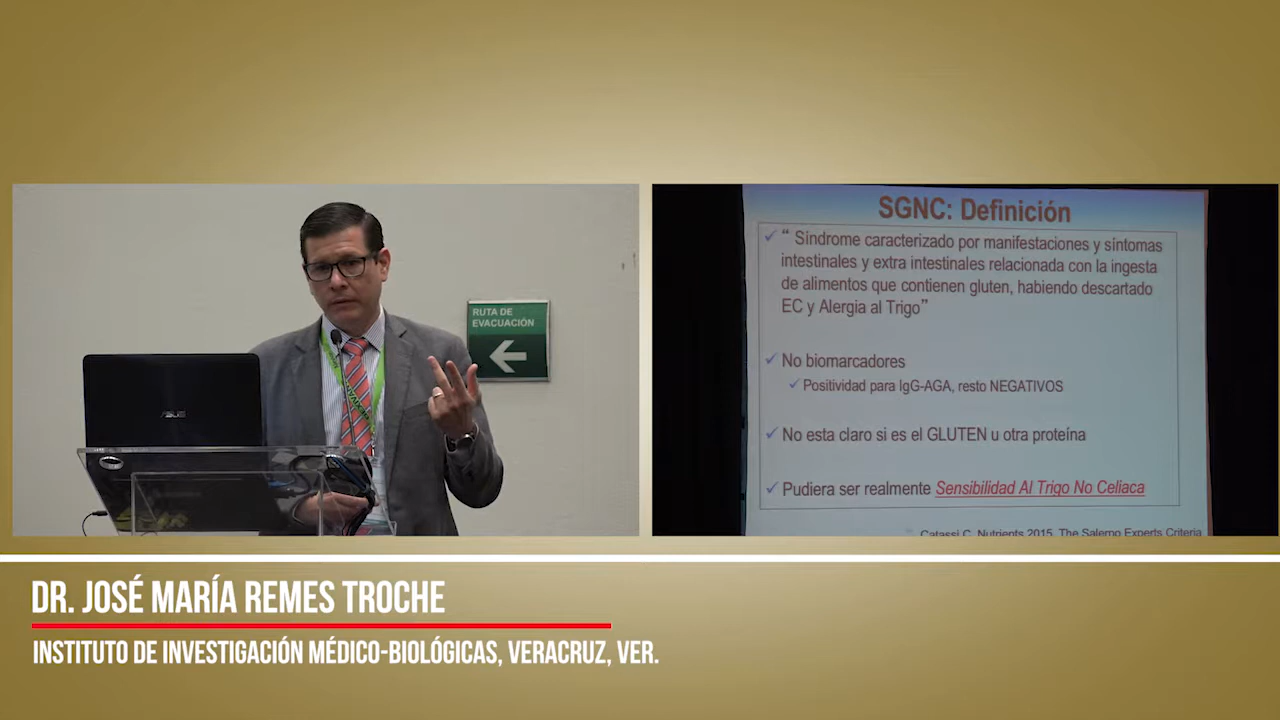 RUTA DE
EVACUACIÓN
ASUS
SGNC: Definición
“ Síndrome caracterizado por manifestaciones y síntomas
intestinales y extra intestinales relacionada con la ingesta
de alimentos que contienen gluten, habiendo descartado
EC y Alergia al Trigo”
No biomarcadores
Positividad para IgG-AGA, resto NEGATIVOS
No esta claro si es el GLUTEN u otra proteína
Pudiera ser realmente Sensibilidad Al Trigo No Celiaca
Catassi C, Nutrients 2015, The Salerno Experts Criteria
DR. JOSÉ MARÍA REMES TROCHE
INSTITUTO DE INVESTIGACIÓN MÉDICO-BIOLÓGICAS, VERACRUZ, VER.